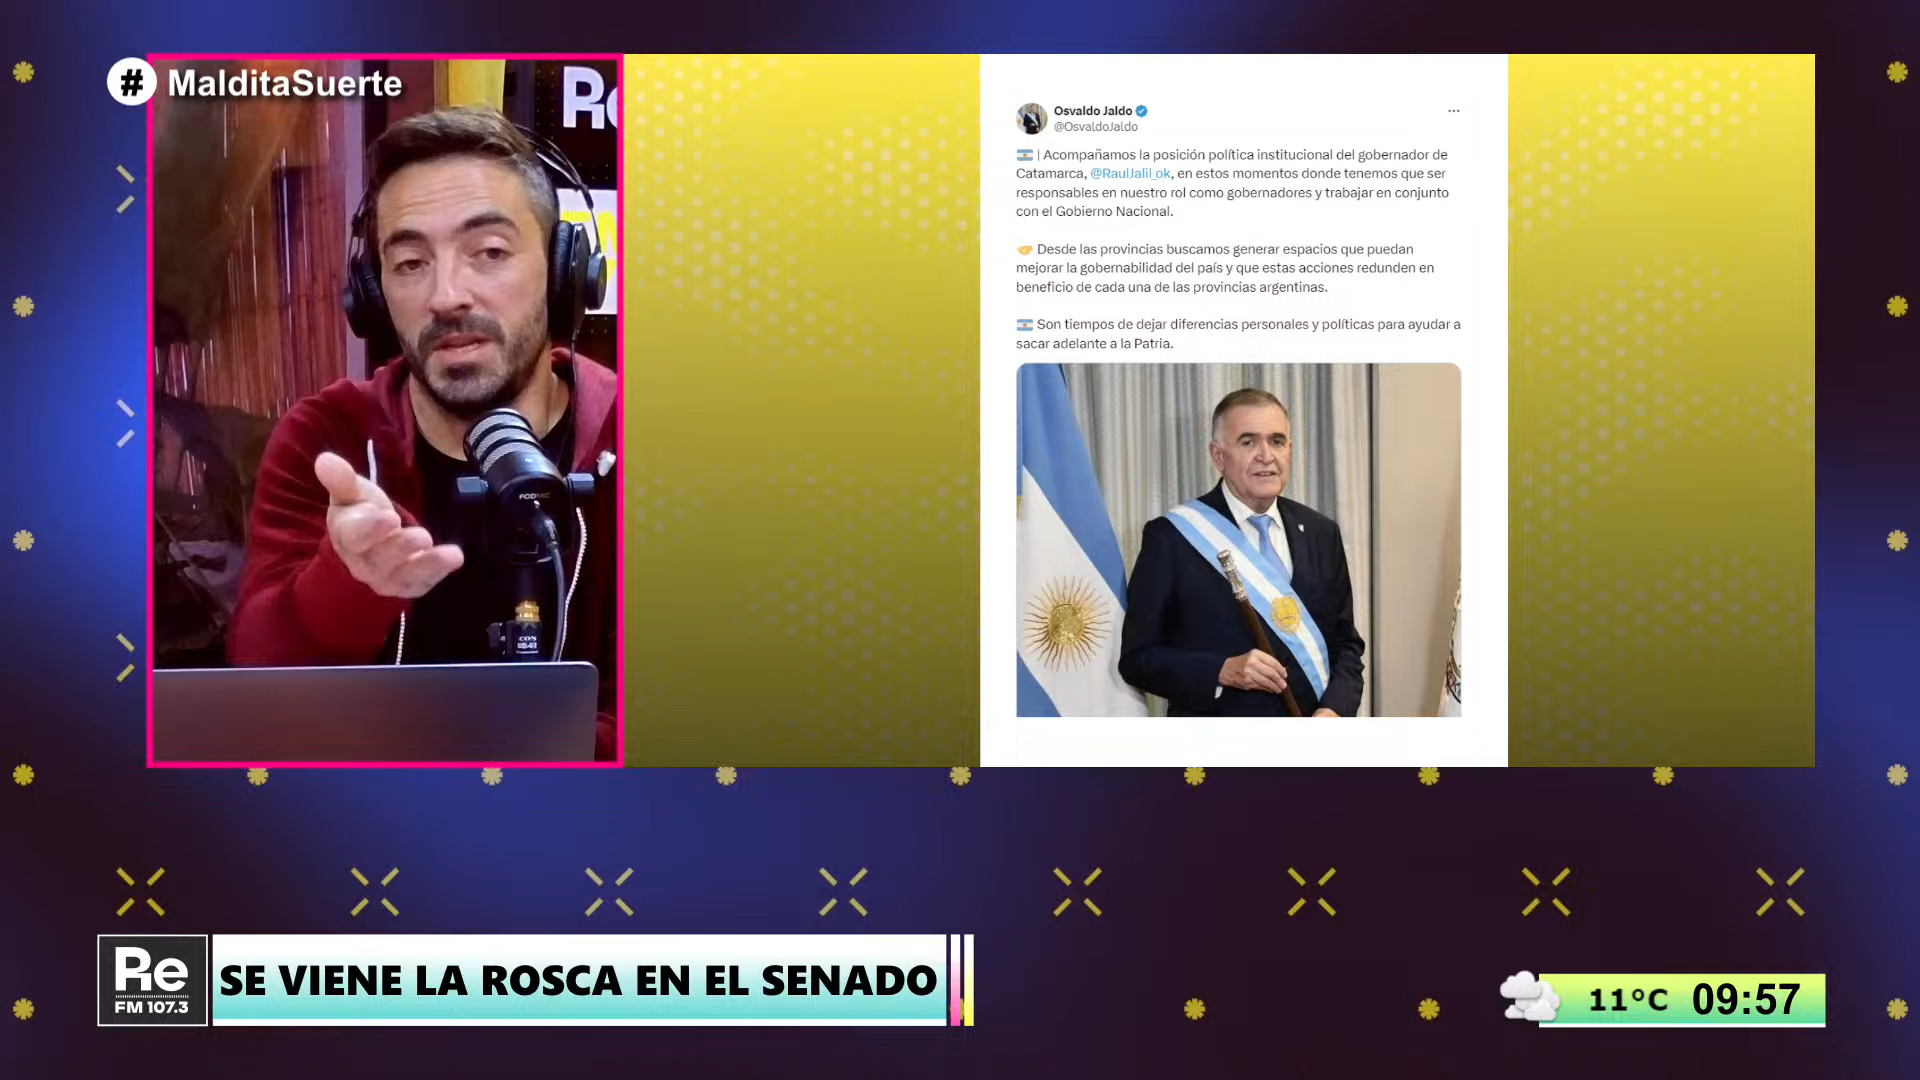 # MalditaSuerte
Re
Osvaldo Jaldo
@OsvaldoJaldo
| Acompañamos la posición política institucional del gobernador de
Catamarca, @RaulJalil_ok, en estos momentos donde tenemos que ser
responsables en nuestro rol como gobernadores y trabajar en conjunto
con el Gobierno Nacional.
Desde las provincias buscamos generar espacios que puedan
mejorar la gobernabilidad del país y que estas acciones redunden en
beneficio de cada una de las provincias argentinas.
Son tiempos de dejar diferencias personales y políticas para ayudar a
sacar adelante a la Patria.
PODMIC
Re
FM 107.3
SE VIENE LA ROSCA EN EL SENADO
11°C 09:57